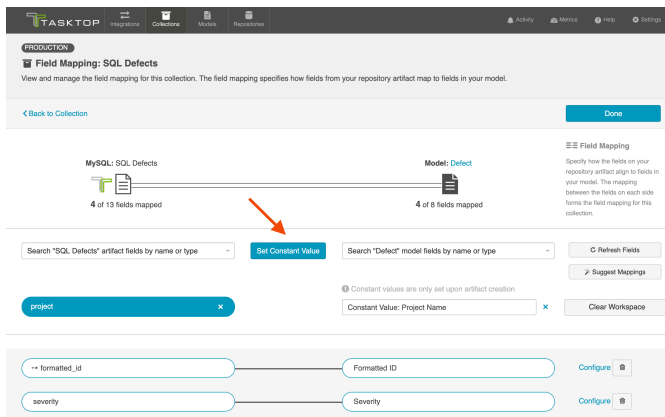 TASKTOP
Integrations
Collections
Models
Repositories
Activity
Metrics
Help
Settings
PRODUCTION
Field Mapping: SQL Defects
View and manage the field mapping for this collection. The field mapping specifies how fields from your repository artifact map to fields in your model.
Back to Collection
Done
Field Mapping
Specify how the fields on your
repository artifact align to fields in
your model. The mapping
between the fields on each side
forms the field mapping for this
collection.
MySQL: SQL Defects
Model: Defect
4 of 13 fields mapped
4 of 8 fields mapped
Search "SQL Defects" artifact fields by name or type
Set Constant Value
Search "Defect" model fields by name or type
Refresh Fields
Suggest Mappings
Constant values are only set upon artifact creation
project
Constant Value: Project Name
Clear Workspace
formatted_id
Formatted ID
Configure
severity
Severity
Configure